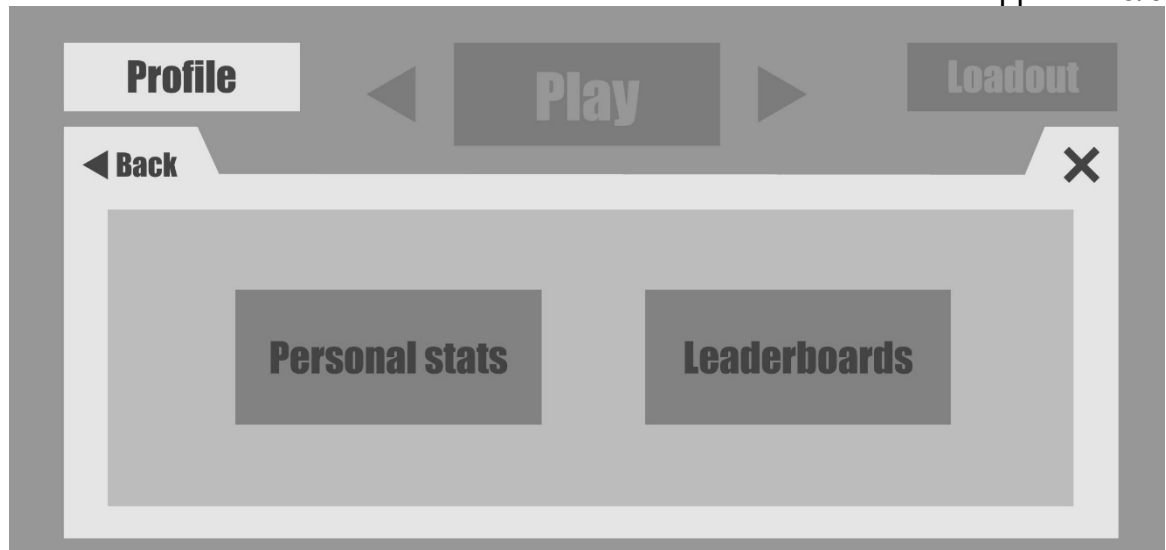 Profile
Play
Loadout
Back
Personal stats
Leaderboards